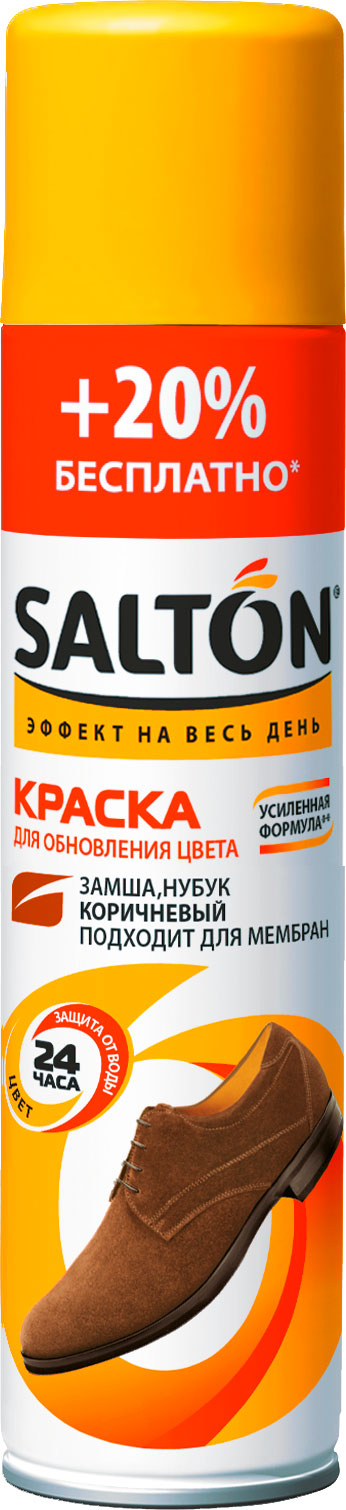 +20%
БЕСПЛАТНО*
SALTON®
ЭФФЕКТ НА ВЕСЬ ДЕНЬ
КРАСКА
ДЛЯ ОБНОВЛЕНИЯ ЦВЕТА
УСИЛЕННАЯ
ФОРМУЛА**
ЗАМША,НУБУК
КОРИЧНЕВЫЙ
ПОДХОДИТ ДЛЯ МЕМБРАН
ЗАЩИТА ОТ ВОДЫ
24
ЧАСА
ЦВЕТ